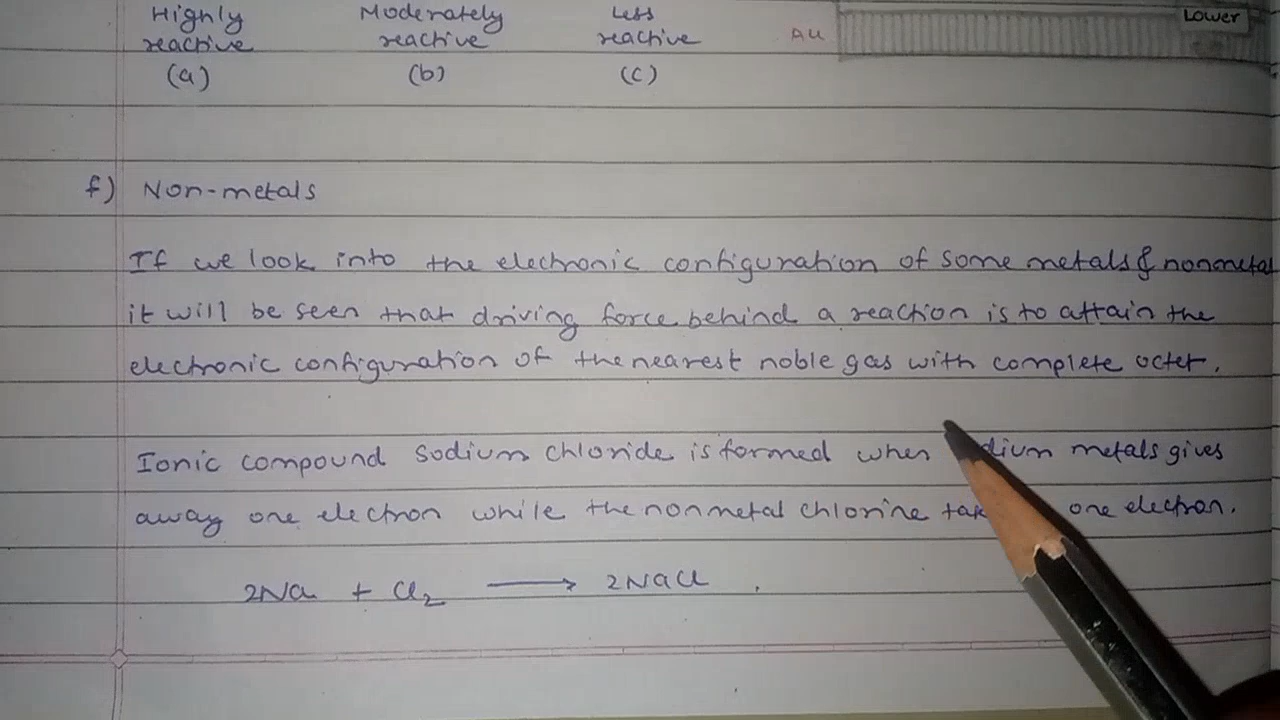 Highly Moderately Less Lower
reactive reactive reactive Au
(a) (b) (c)
f) Non-metals
If we look into the electronic configuration of some metals & nonmetal
it will be seen that driving force behind a reaction is to attain the
electronic configuration of the nearest noble gas with complete octet.
Ionic compound sodium chloride is formed when dium metals gives
away one electron while the nonmetal chlorine tak one electron.
2Na + Cl2 → 2NaCl .